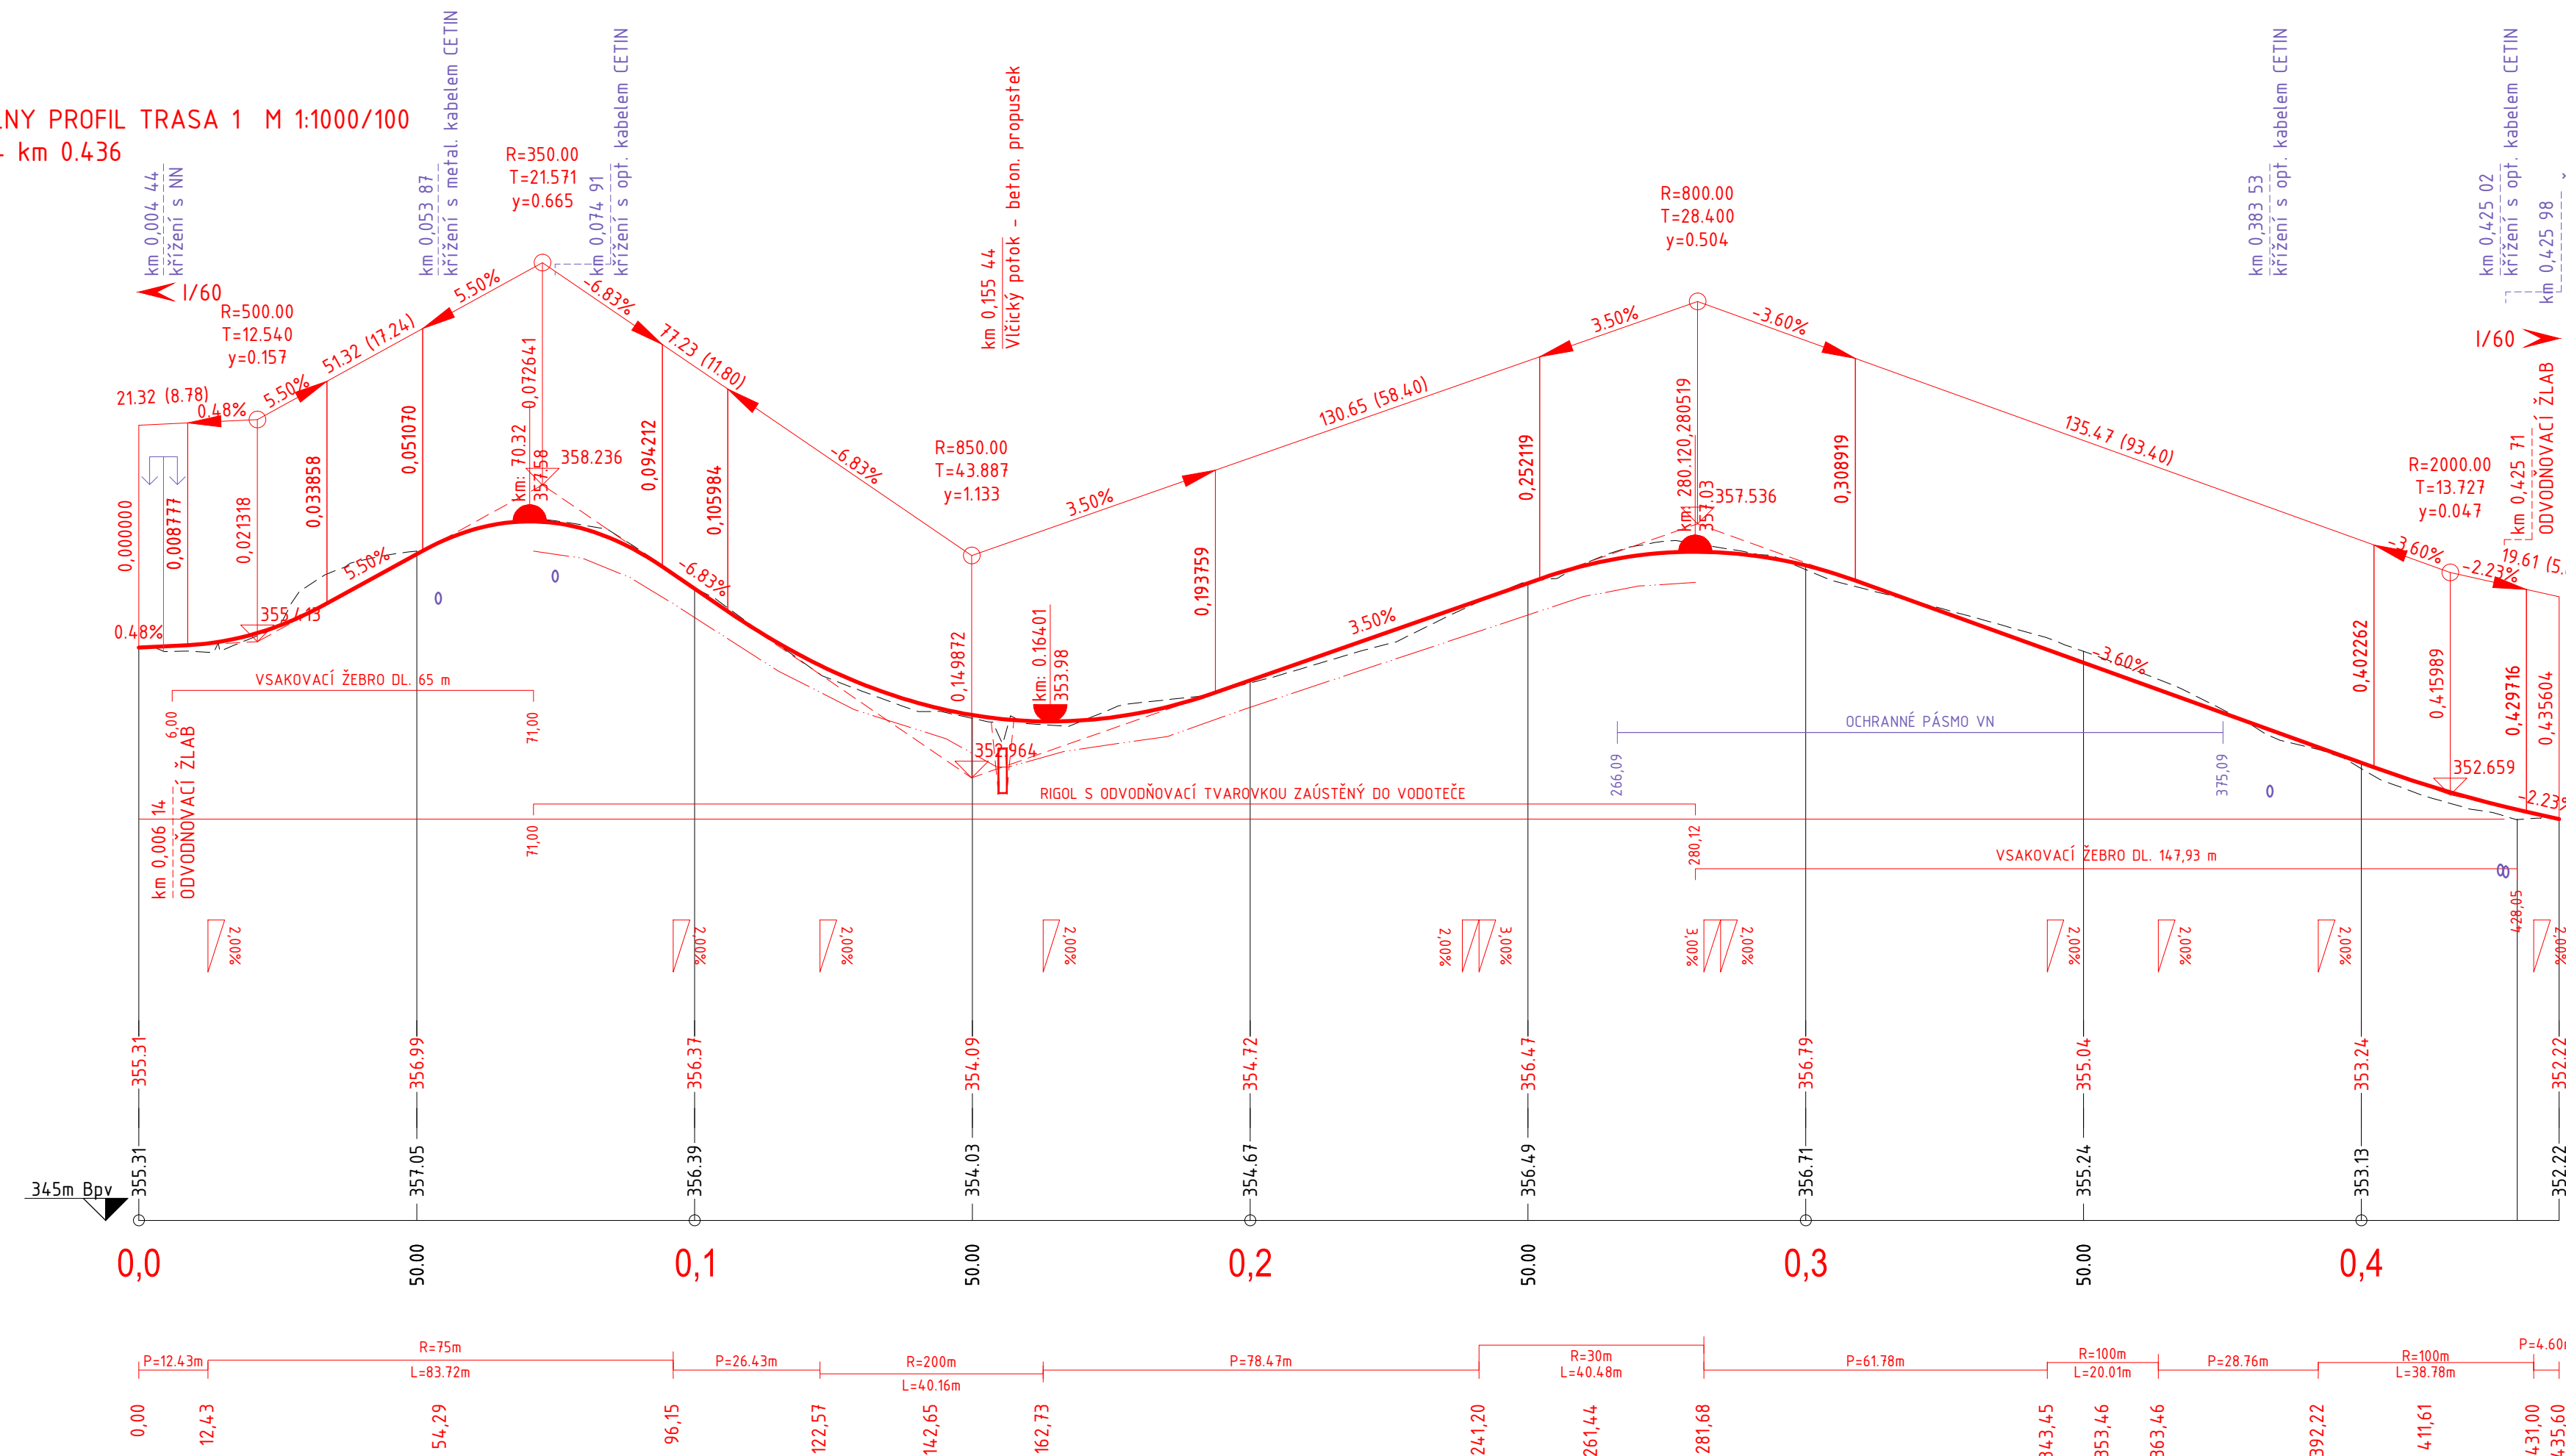 PROFIL TRASA 1 M 1:1000/100
km 0.436
km 0,004 44
křížení s NN
I/60
km 0,053 87
křížení s metal. kabelem CETIN
R=350.00
T=21.571
y=0.665
km 0,074 91
křížení s opt. kabelem CETIN
km 0,155 44
Vlčický potok - beton. propustek
R=800.00
T=28.400
y=0.504
km 0,383 53
křížení s opt. kabelem CETIN
km 0,425 02
křížení s opt. kabelem CETIN
km 0,425 98
I/60
R=500.00
T=12.540
y=0.157
21.32 (8.78)
0.48%
5.50%
51.32 (17.24)
5.50%
-6.83%
77.23 (11.80)
-6.83%
R=850.00
T=43.887
y=1.133
3.50%
130.65 (58.40)
3.50%
-3.60%
135.47 (93.40)
R=2000.00
T=13.727
y=0.047
km 0,425 71
ODVODŇOVACÍ ŽLAB
-3.60%
-2.23%
19.61
0,000000
0,008777
0,021318
0,033858
0,051070
km: 70.32
357.58
0,072641
358.236
0,094212
0,105984
0,149872
km: 0.16401
353.98
0,193759
0,252119
km: 280.120
0,280519
357.03
357.536
0,308919
0,402262
0,415989
0,429716
0,435604
0.48%
355.413
5.50%
-6.83%
352.964
3.50%
-3.60%
352.659
-2.23%
VSAKOVACÍ ŽEBRO DL. 65 m
6,00
71,00
km 0,006 14
ODVODŇOVACÍ ŽLAB
OCHRANNÉ PÁSMO VN
266,09
375,09
RIGOL S ODVODŇOVACÍ TVAROVKOU ZAÚSTĚNÝ DO VODOTEČE
71,00
280,12
VSAKOVACÍ ŽEBRO DL. 147,93 m
428,05
2,00%
2,00%
2,00%
2,00%
2,00%
3,00%
3,00%
2,00%
2,00%
2,00%
2,00%
355.31
356.99
356.37
354.09
354.72
356.47
356.79
355.04
353.24
352.22
355.31
357.05
356.39
354.03
354.67
356.49
356.71
355.24
353.13
352.22
345m Bpv
0,0
50.00
0,1
50.00
0,2
50.00
0,3
50.00
0,4
P=12.43m
R=75m
L=83.72m
P=26.43m
R=200m
L=40.16m
P=78.47m
R=30m
L=40.48m
P=61.78m
R=100m
L=20.01m
P=28.76m
R=100m
L=38.78m
P=4.60m
0,00
12,43
54,29
96,15
122,57
142,65
162,73
241,20
261,44
281,68
343,45
353,46
363,46
392,22
411,61
431,00
435,60